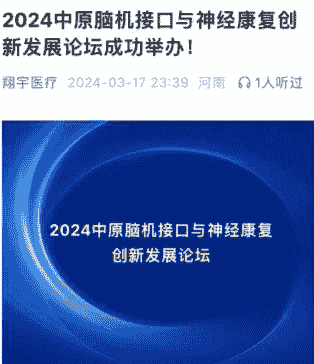 2024中原脑机接口与神经康复创
新发展论坛成功举办！
翔宇医疗 2024-03-17 23:39 河南 1人听过
2024中原脑机接口与神经康复
创新发展论坛